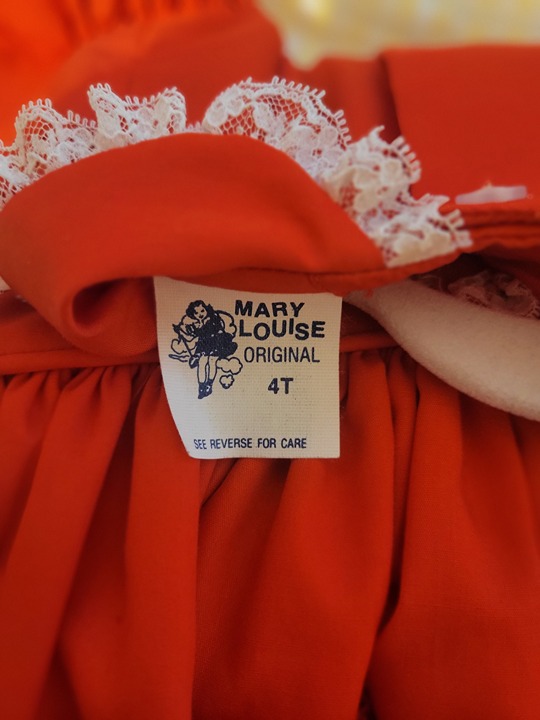 MARY
LOUISE
ORIGINAL
4T
SEE REVERSE FOR CARE